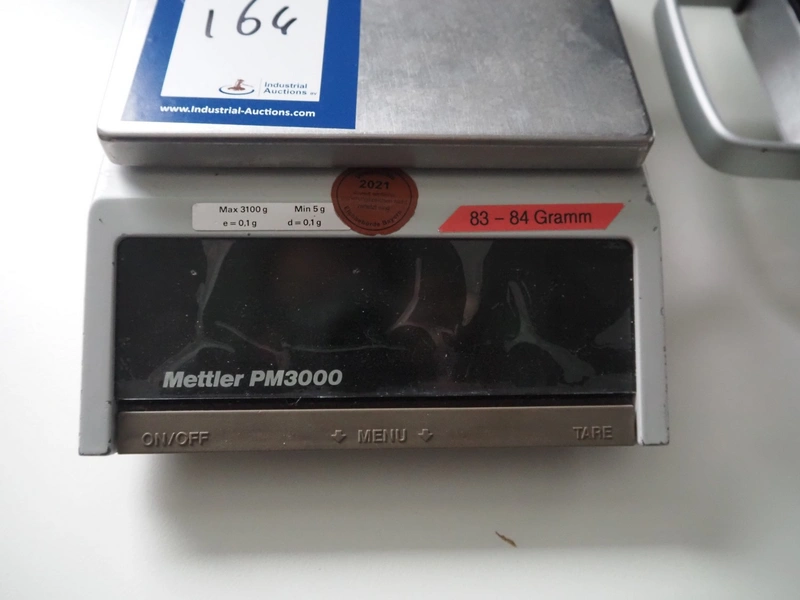 164
Industrial
Auctions BV
www.Industrial-Auctions.com
2021
Max 3100 g Min 5 g
e = 0,1 g d = 0,1 g
83 – 84 Gramm
Mettler PM3000
ON/OFF MENU TARE